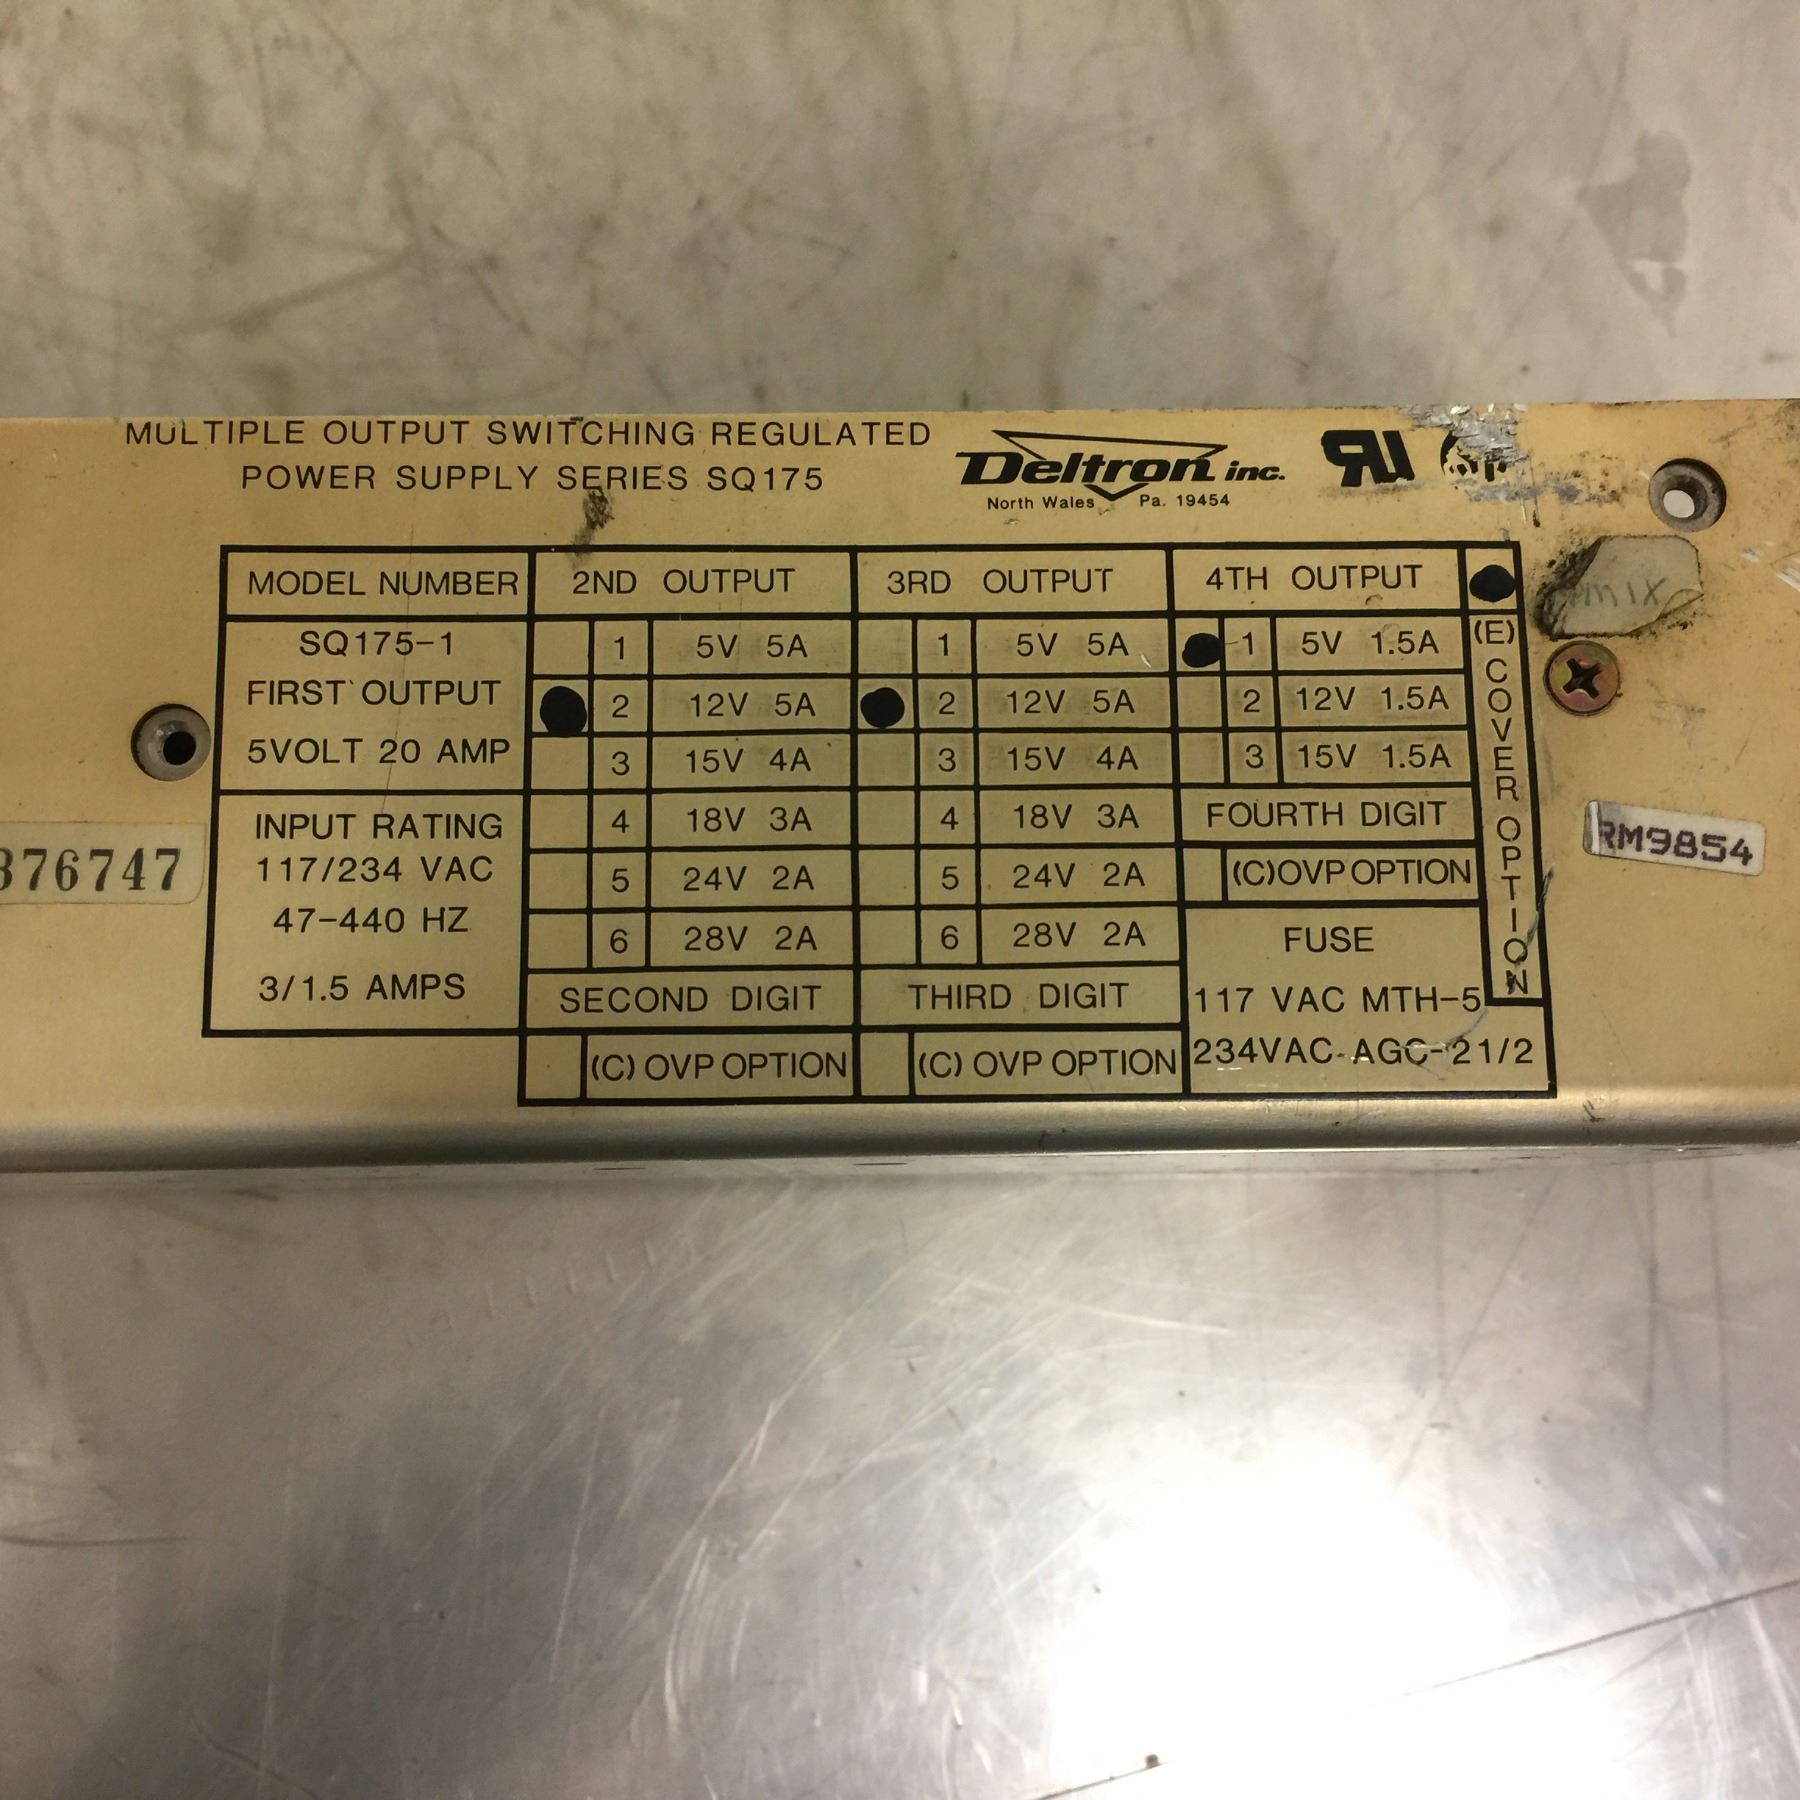 MULTIPLE OUTPUT SWITCHING REGULATED
POWER SUPPLY SERIES SQ175
Deltron inc.
North Wales Pa. 19454
MODEL NUMBER
SQ175-1
FIRST OUTPUT
5VOLT 20 AMP
INPUT RATING
117/234 VAC
47-440 HZ
3/1.5 AMPS
2ND OUTPUT
1 5V 5A
2 12V 5A
3 15V 4A
4 18V 3A
5 24V 2A
6 28V 2A
SECOND DIGIT
(C) OVP OPTION
3RD OUTPUT
1 5V 5A
2 12V 5A
3 15V 4A
4 18V 3A
5 24V 2A
6 28V 2A
THIRD DIGIT
(C) OVP OPTION
4TH OUTPUT
1 5V 1.5A
2 12V 1.5A
3 15V 1.5A
FOURTH DIGIT
(C) OVP OPTION
FUSE
117 VAC MTH-5
234VAC AGC-21/2
(E) COVER OPTION
mix
RM9854
376747